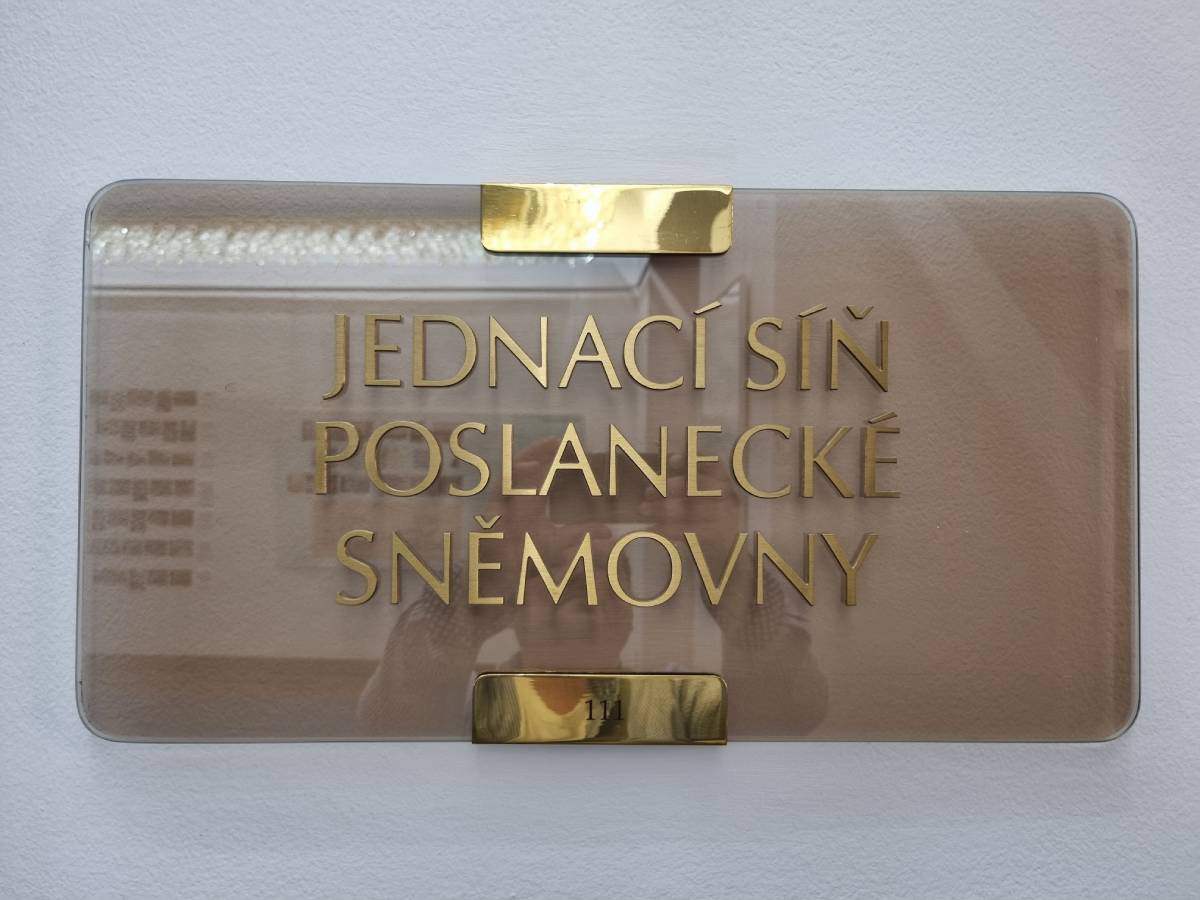 JEDNACÍ SÍŇ
POSLANECKÉ
SNĚMOVNY
111